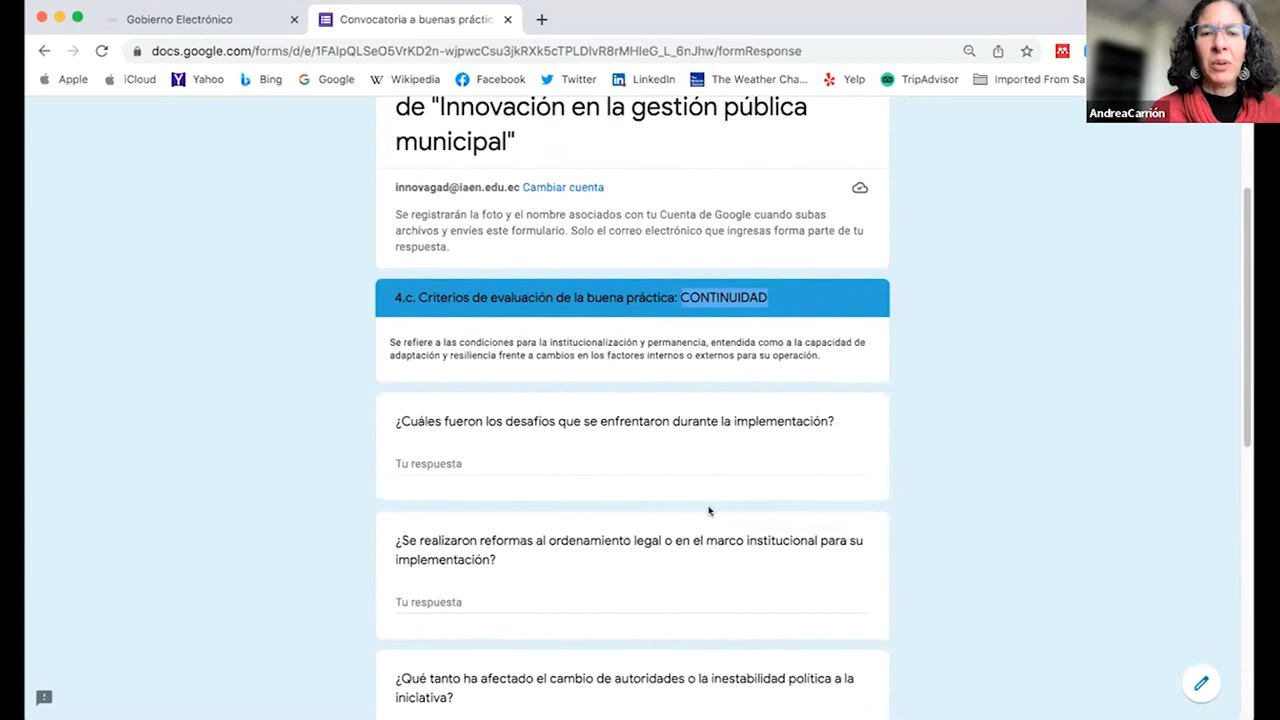 Gobierno Electrónico
Convocatoria a buenas práctic
docs.google.com/forms/d/e/1FAIpQLSeO5VrKD2n-wjpwcCsu3jkRXk5cTPLDlvR8rMHIeG_L_6nJhw/formResponse
Apple
iCloud
Yahoo
Bing
Google
Wikipedia
Facebook
Twitter
LinkedIn
The Weather Cha...
Yelp
TripAdvisor
Imported From Sa
AndreaCarrión
de "Innovación en la gestión pública
municipal"
innovagad@iaen.edu.ec Cambiar cuenta
Se registrarán la foto y el nombre asociados con tu Cuenta de Google cuando subas
archivos y envíes este formulario. Solo el correo electrónico que ingresas forma parte de tu
respuesta.
4.c. Criterios de evaluación de la buena práctica: CONTINUIDAD
Se refiere a las condiciones para la institucionalización y permanencia, entendida como a la capacidad de
adaptación y resiliencia frente a cambios en los factores internos o externos para su operación.
¿Cuáles fueron los desafíos que se enfrentaron durante la implementación?
Tu respuesta
¿Se realizaron reformas al ordenamiento legal o en el marco institucional para su
implementación?
Tu respuesta
¿Qué tanto ha afectado el cambio de autoridades o la inestabilidad política a la
iniciativa?